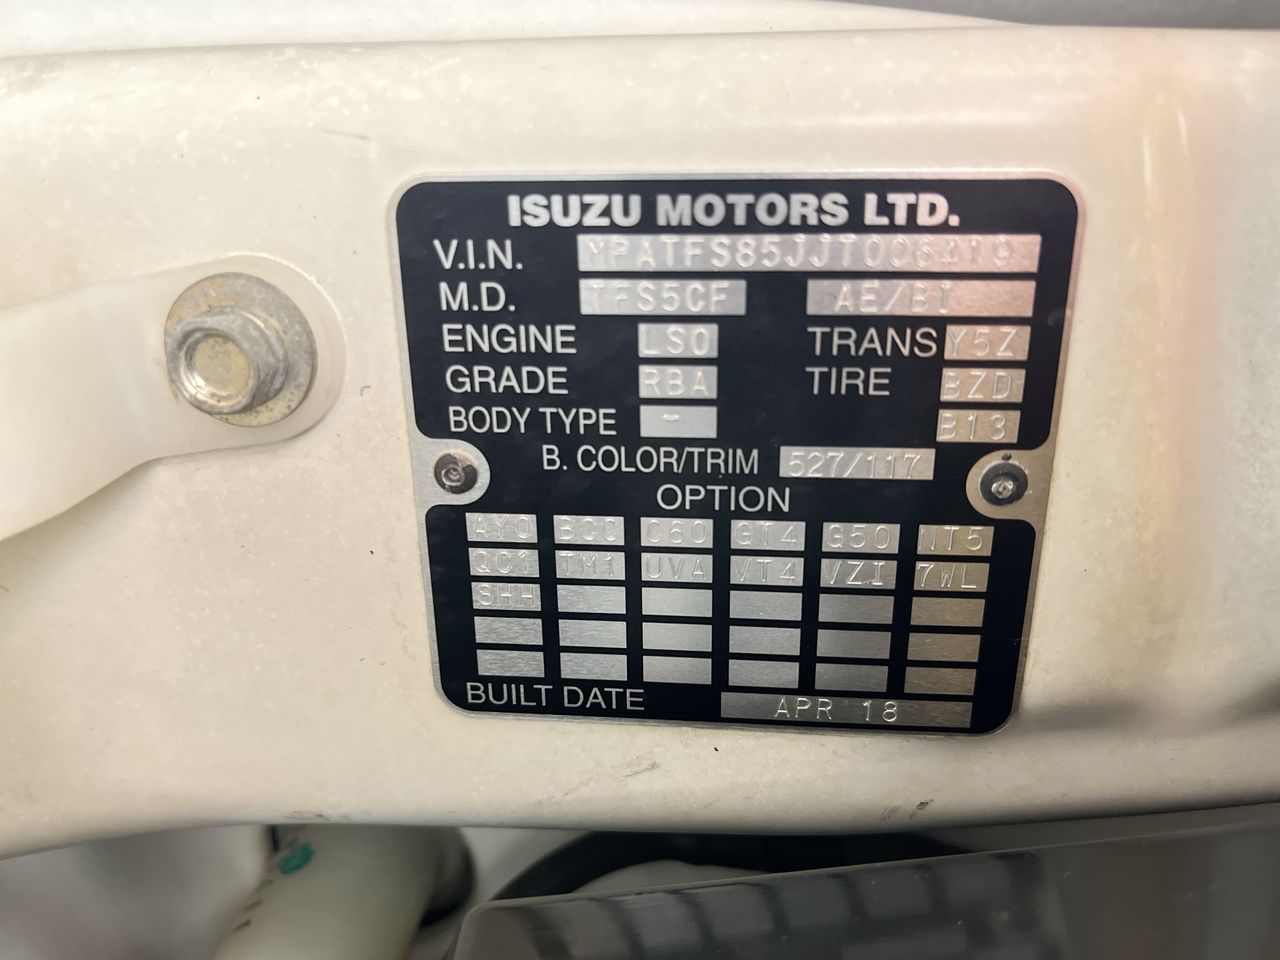 ISUZU MOTORS LTD.
V.I.N. MPATFS85JJT006419
M.D. TFS5CF AE/BI
ENGINE LS0 TRANS Y5Z
GRADE RBA TIRE BZD
BODY TYPE - B13
B. COLOR/TRIM 527/117
OPTION
AY0 BCC C60 GT4 G50 NT5
QC1 TM1 UVA VT4 VZI 7WL
SHH
BUILT DATE APR 18